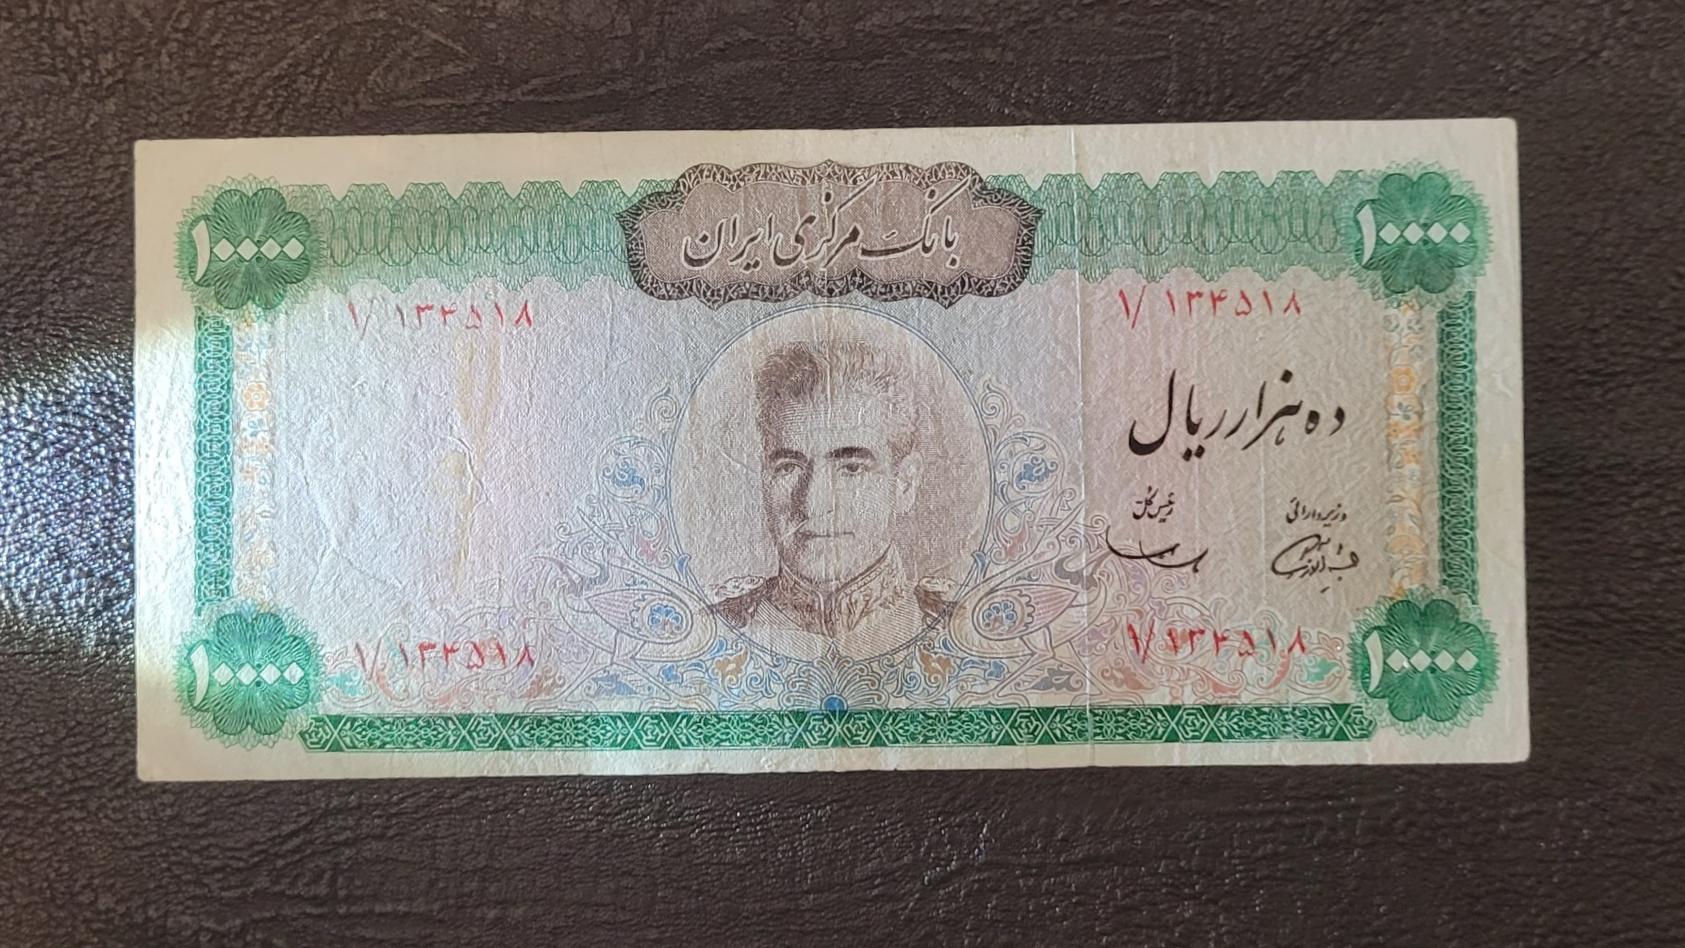 بانک مرکزی ایران
۱۰۰۰۰
۱۰۰۰۰
۱/ ۱۳۴۵۱۸
۱/ ۱۳۴۵۱۸
ده هزار ریال
وزیر دارائی
رئیس کل
۱/ ۱۳۴۵۱۸
۱/ ۱۳۴۵۱۸
۱۰۰۰۰
۱۰۰۰۰